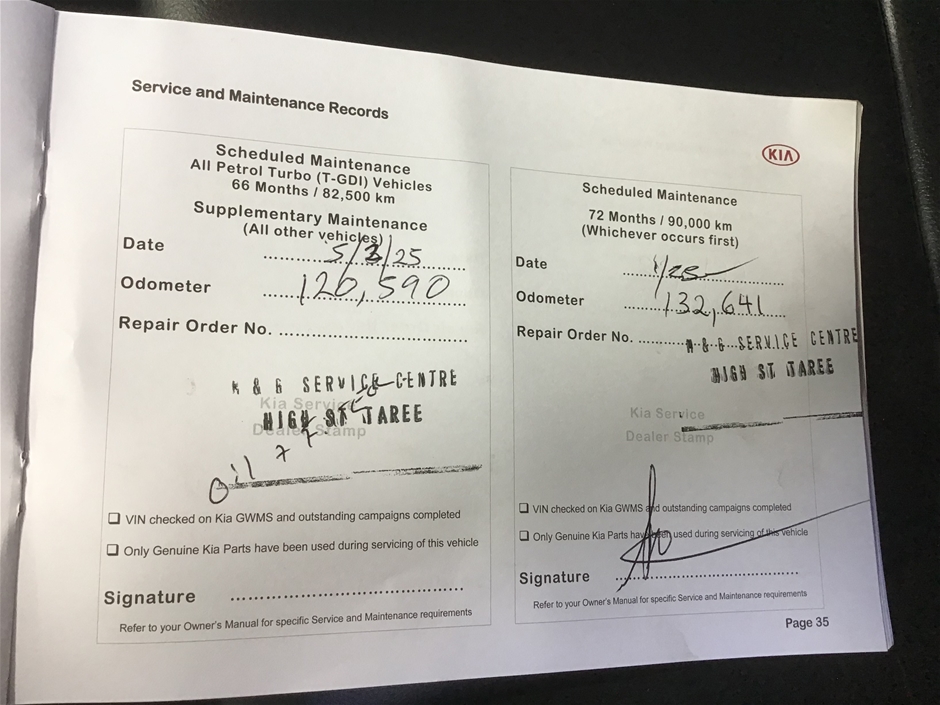 Service and Maintenance Records
KIA
Scheduled Maintenance
All Petrol Turbo (T-GDI) Vehicles
66 Months / 82,500 km
Supplementary Maintenance
(All other vehicles)
Date 5/3/25
Odometer 120,590
Repair Order No.
K & G SERVICE CENTRE
Kia Service
HIGH ST TAREE
Dealer Stamp
Oil
❑ VIN checked on Kia GWMS and outstanding campaigns completed
❑ Only Genuine Kia Parts have been used during servicing of this vehicle
Signature
Refer to your Owner's Manual for specific Service and Maintenance requirements
Scheduled Maintenance
72 Months / 90,000 km
(Whichever occurs first)
Date /25
Odometer 132,641
Repair Order No.
& G SERVICE CENTRE
HIGH ST TAREE
Kia Service
Dealer Stamp
❑ VIN checked on Kia GWMS and outstanding campaigns completed
❑ Only Genuine Kia Parts have been used during servicing of this vehicle
Signature
Refer to your Owner's Manual for specific Service and Maintenance requirements
Page 35